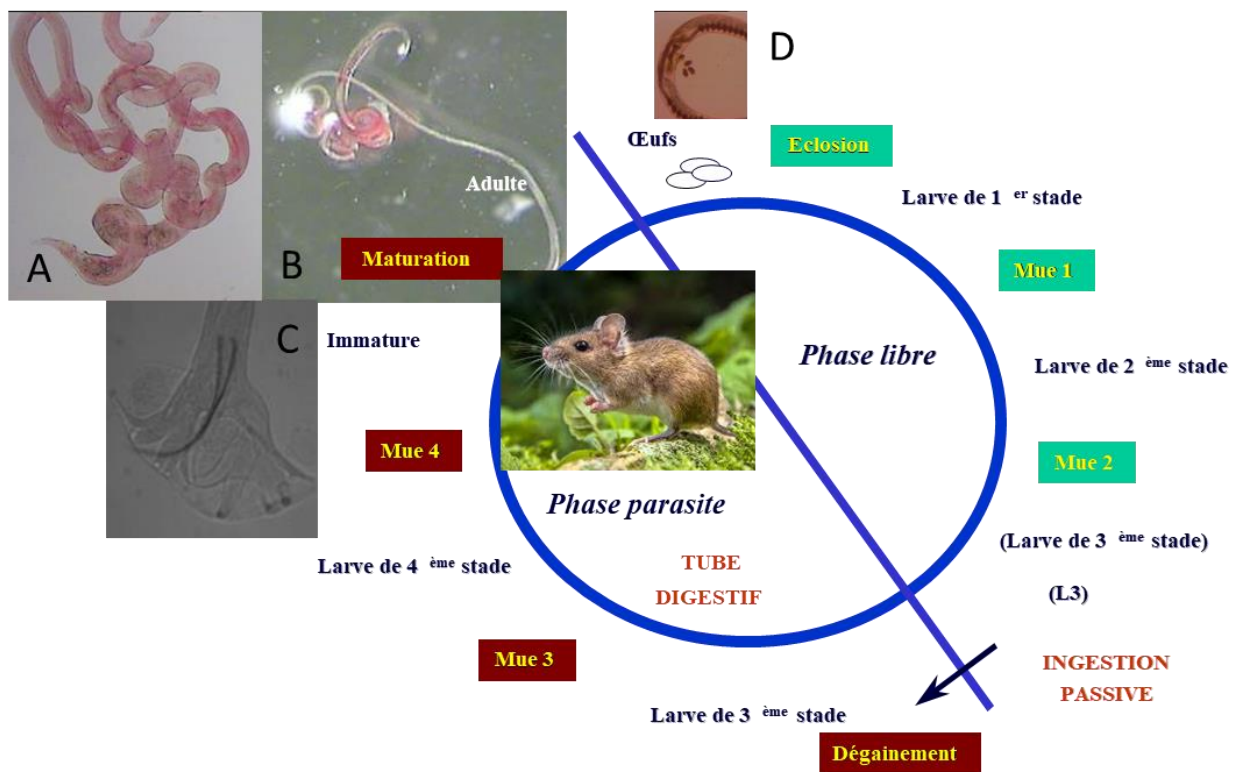 D
Œufs
Eclosion
Larve de 1 er stade
Adulte
A
B
Maturation
Mue 1
C
Immature
Phase libre
Larve de 2 ème stade
Mue 4
Mue 2
Phase parasite
(Larve de 3 ème stade)
Larve de 4 ème stade
TUBE
DIGESTIF
(L3)
Mue 3
INGESTION
PASSIVE
Larve de 3 ème stade
Dégainement